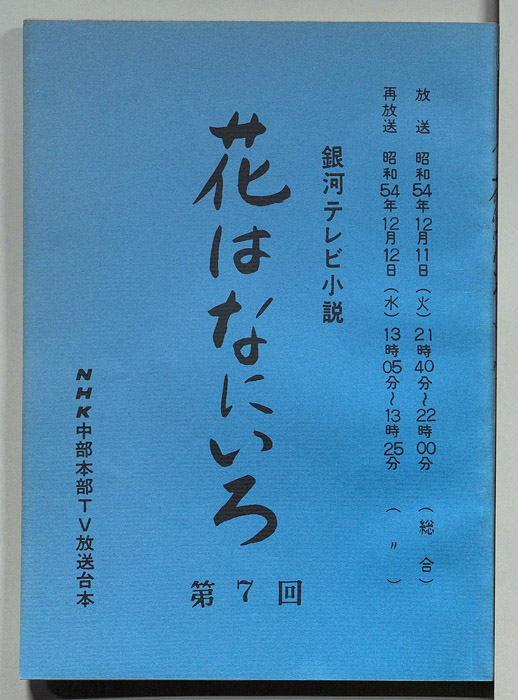 放送 昭和54年12月11日（火）21時40分～22時00分（総合）
再放送 昭和54年12月12日（水）13時05分～13時25分（〃）
銀河テレビ小説
花はなにいろ
第7回
NHK中部本部TV放送台本